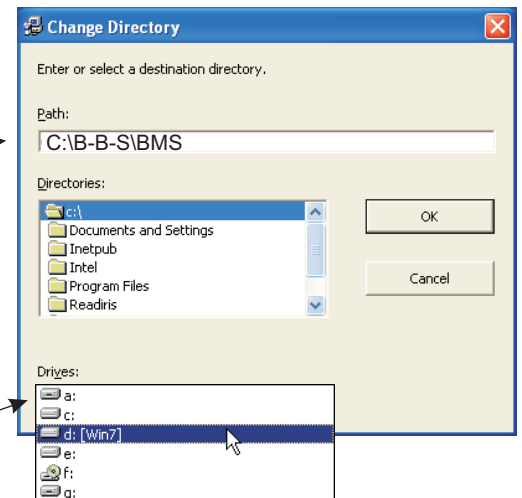 Change Directory
Enter or select a destination directory.
Path:
C:\B-B-S\BMS
Directories:
c:\
Documents and Settings
Inetpub
Intel
Program Files
Readiris
OK
Cancel
Drives:
a:
c:
d: [Win7]
e:
f:
g: